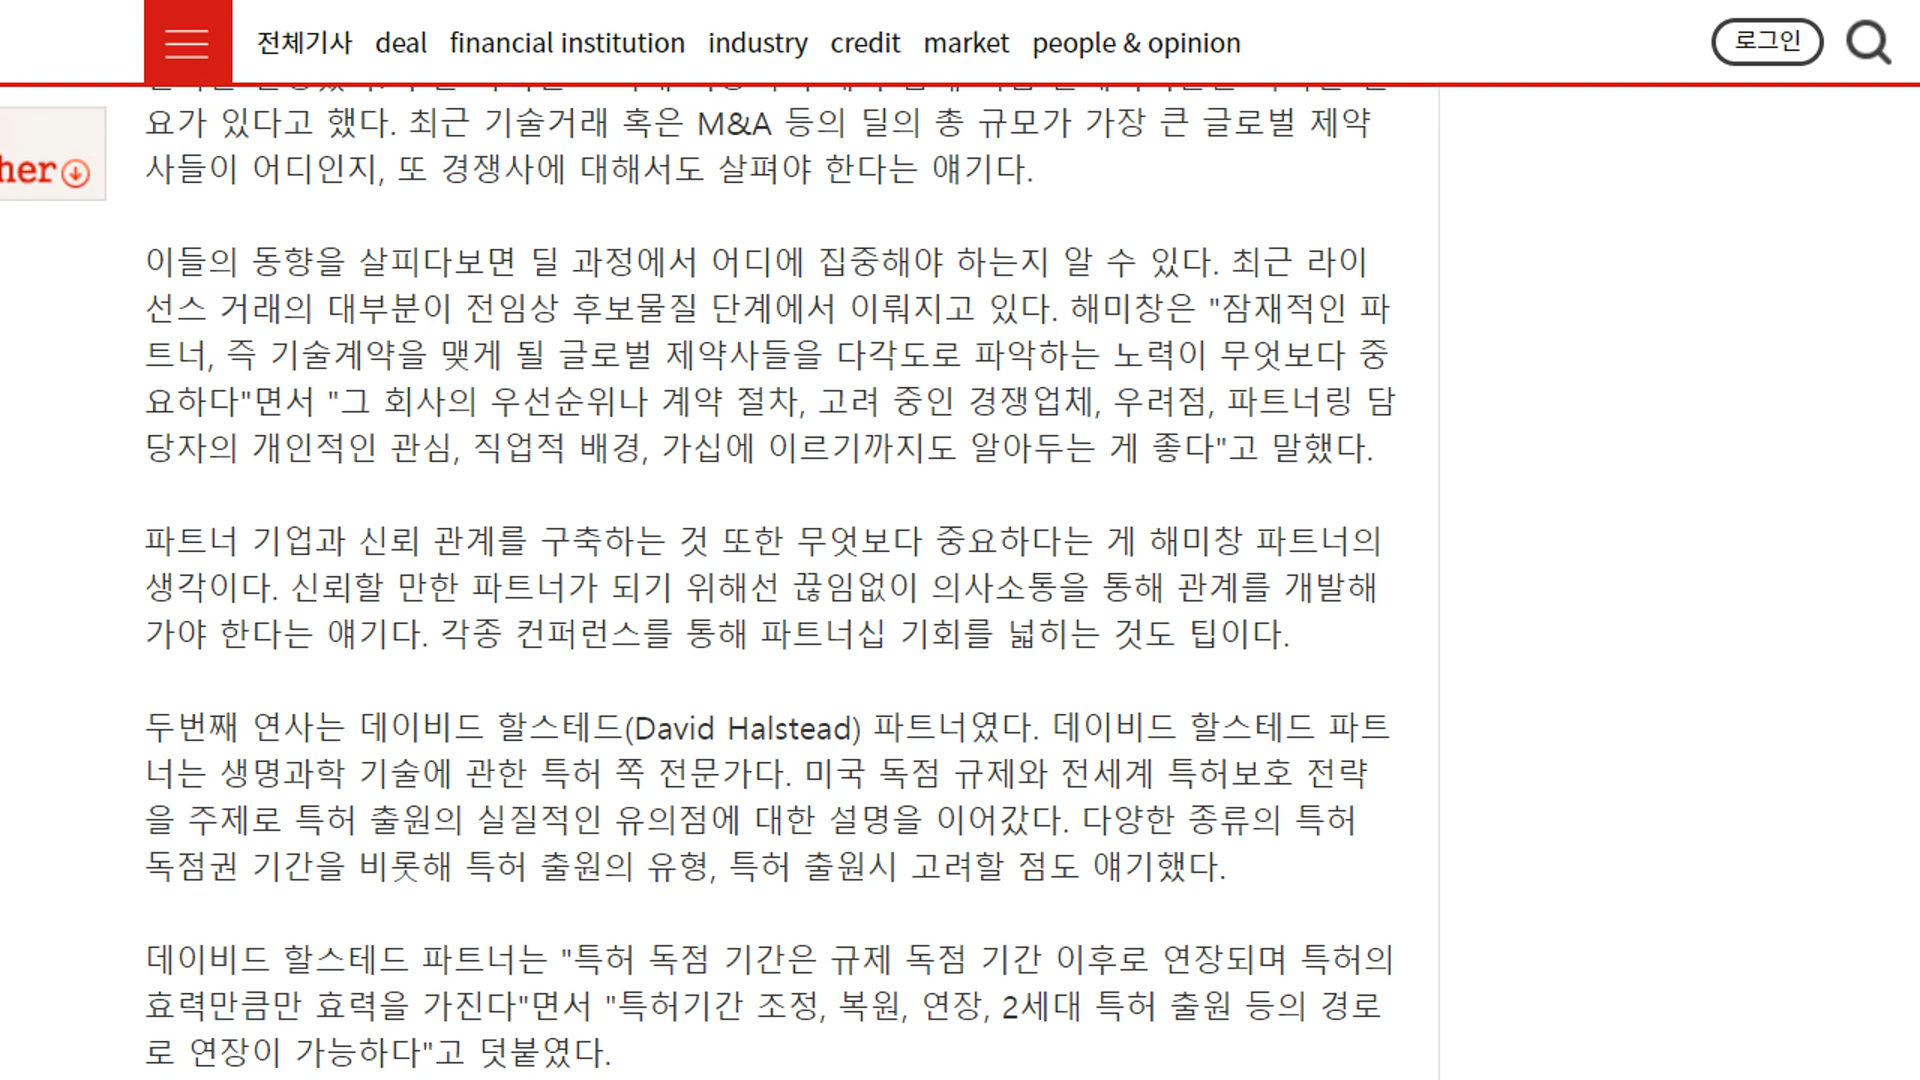 전체기사 deal financial institution industry credit market people & opinion 로그인
요가 있다고 했다. 최근 기술거래 혹은 M&A 등의 딜의 총 규모가 가장 큰 글로벌 제약
her
사들이 어디인지, 또 경쟁사에 대해서도 살펴야 한다는 얘기다.
이들의 동향을 살피다보면 딜 과정에서 어디에 집중해야 하는지 알 수 있다. 최근 라이
선스 거래의 대부분이 전임상 후보물질 단계에서 이뤄지고 있다. 해미창은 "잠재적인 파
트너, 즉 기술계약을 맺게 될 글로벌 제약사들을 다각도로 파악하는 노력이 무엇보다 중
요하다"면서 "그 회사의 우선순위나 계약 절차, 고려 중인 경쟁업체, 우려점, 파트너링 담
당자의 개인적인 관심, 직업적 배경, 가십에 이르기까지도 알아두는 게 좋다"고 말했다.
파트너 기업과 신뢰 관계를 구축하는 것 또한 무엇보다 중요하다는 게 해미창 파트너의
생각이다. 신뢰할 만한 파트너가 되기 위해선 끊임없이 의사소통을 통해 관계를 개발해
가야 한다는 얘기다. 각종 컨퍼런스를 통해 파트너십 기회를 넓히는 것도 팁이다.
두번째 연사는 데이비드 할스테드(David Halstead) 파트너였다. 데이비드 할스테드 파트
너는 생명과학 기술에 관한 특허 쪽 전문가다. 미국 독점 규제와 전세계 특허보호 전략
을 주제로 특허 출원의 실질적인 유의점에 대한 설명을 이어갔다. 다양한 종류의 특허
독점권 기간을 비롯해 특허 출원의 유형, 특허 출원시 고려할 점도 얘기했다.
데이비드 할스테드 파트너는 "특허 독점 기간은 규제 독점 기간 이후로 연장되며 특허의
효력만큼만 효력을 가진다"면서 "특허기간 조정, 복원, 연장, 2세대 특허 출원 등의 경로
로 연장이 가능하다"고 덧붙였다.